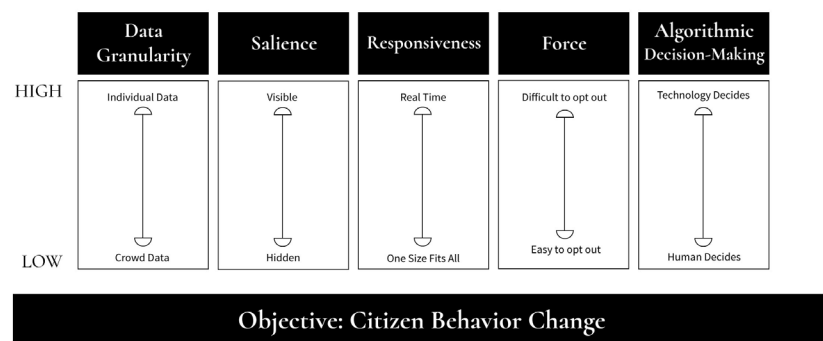 Data
Granularity
Salience
Responsiveness
Force
Algorithmic
Decision-Making
HIGH
Individual Data
Visible
Real Time
Difficult to opt out
Technology Decides
LOW
Crowd Data
Hidden
One Size Fits All
Easy to opt out
Human Decides
Objective: Citizen Behavior Change